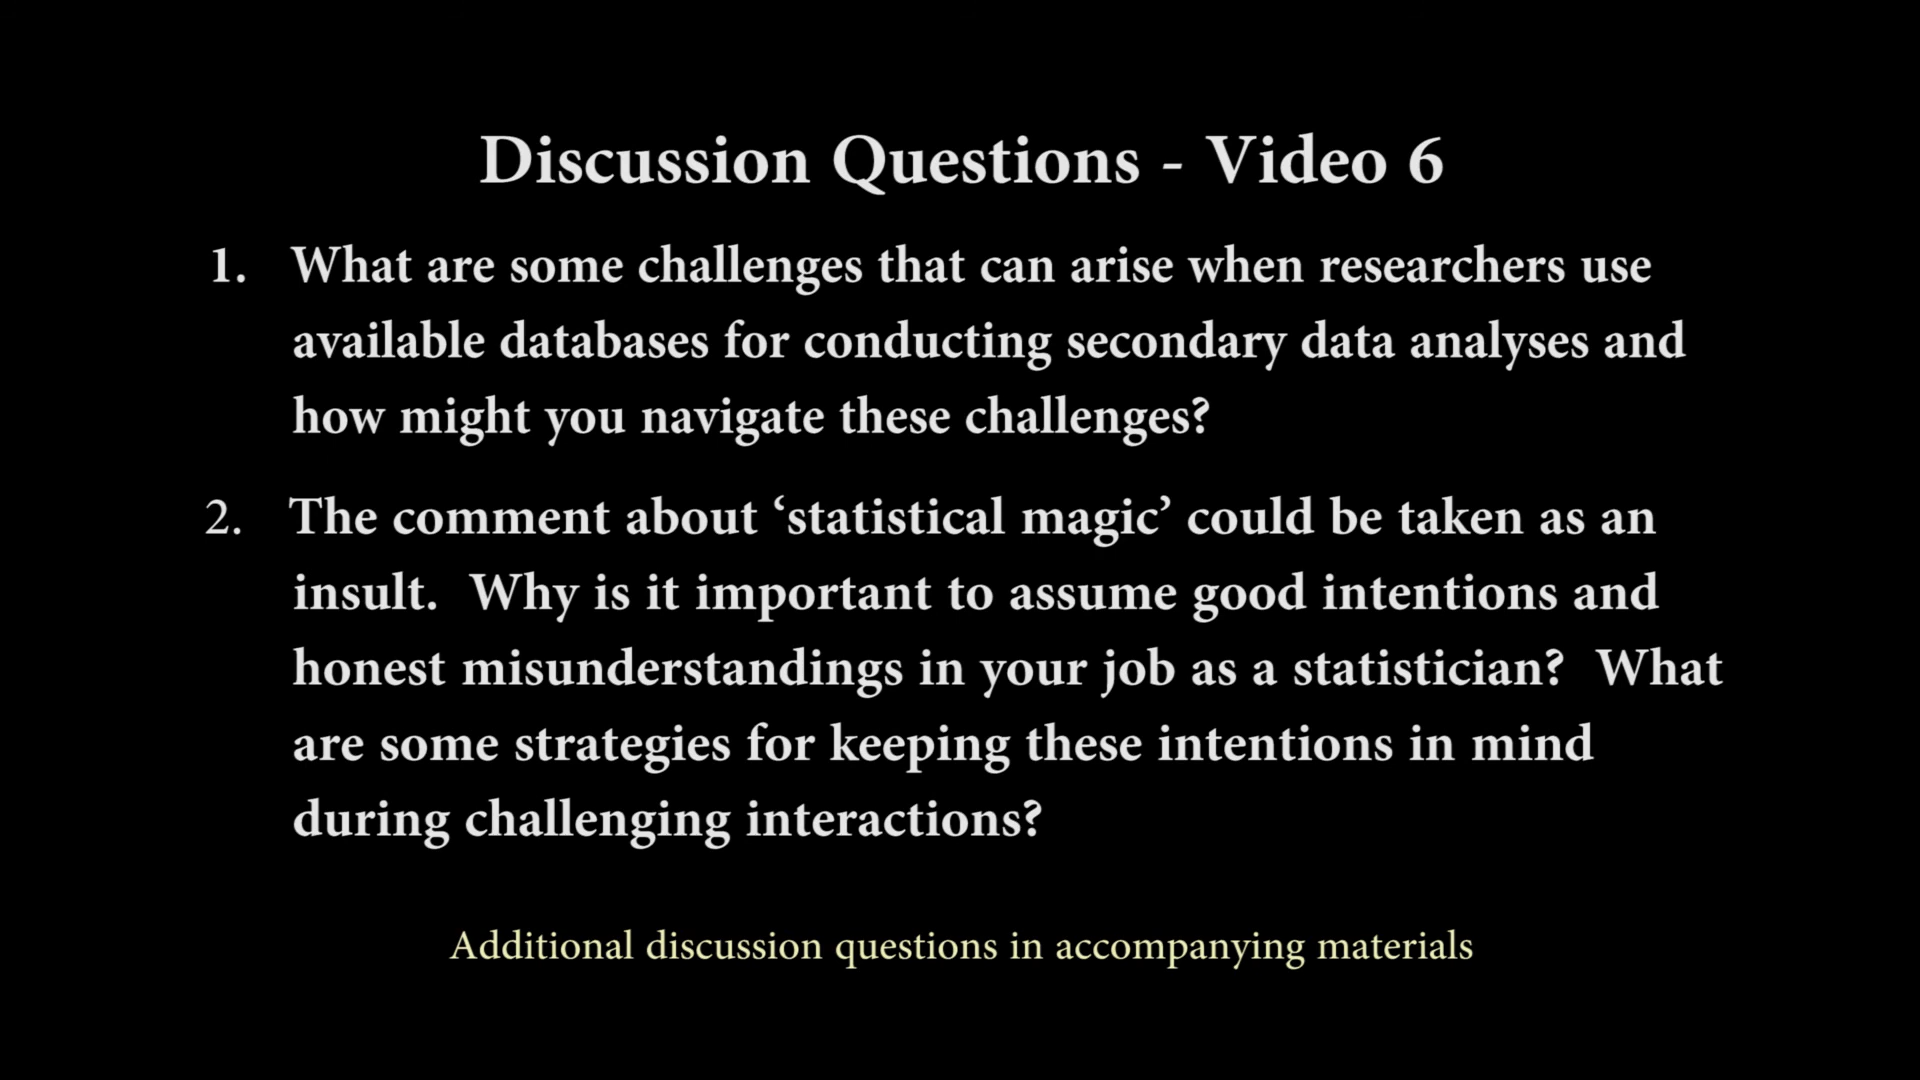 Discussion Questions - Video 6
1. What are some challenges that can arise when researchers use
available databases for conducting secondary data analyses and
how might you navigate these challenges?
2. The comment about ‘statistical magic’ could be taken as an
insult.  Why is it important to assume good intentions and
honest misunderstandings in your job as a statistician?  What
are some strategies for keeping these intentions in mind
during challenging interactions?
Additional discussion questions in accompanying materials